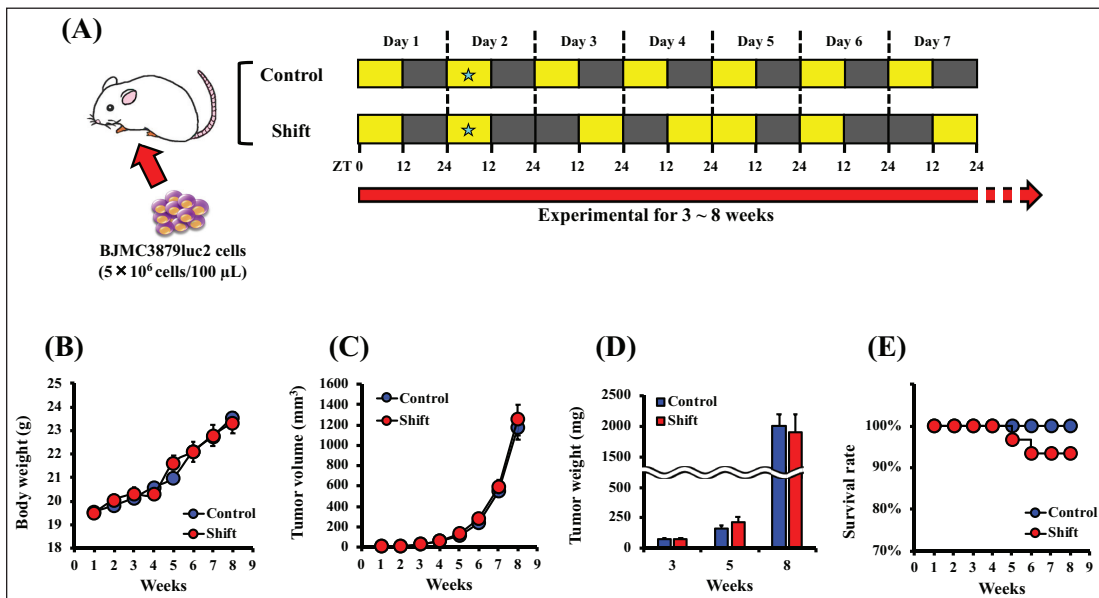 (A)
Day 1 Day 2 Day 3 Day 4 Day 5 Day 6 Day 7
Control
Shift
ZT 0 12 24 12 24 12 24 12 24 12 24 12 24 12 24
Experimental for 3 ~ 8 weeks
BJMC3879luc2 cells
(5 × 10⁶ cells/100 µL)
(B)
Body weight (g)
25
24
23
22
21
20
19
18
0 1 2 3 4 5 6 7 8 9
Weeks
Control
Shift
(C)
Tumor volume (mm³)
1600
1400
1200
1000
800
600
400
200
0
0 1 2 3 4 5 6 7 8 9
Weeks
Control
Shift
(D)
Tumor weight (mg)
2500
2000
1500
500
250
0
3 5 8
Weeks
Control
Shift
(E)
Survival rate
100%
90%
80%
70%
0 1 2 3 4 5 6 7 8 9
Weeks
Control
Shift